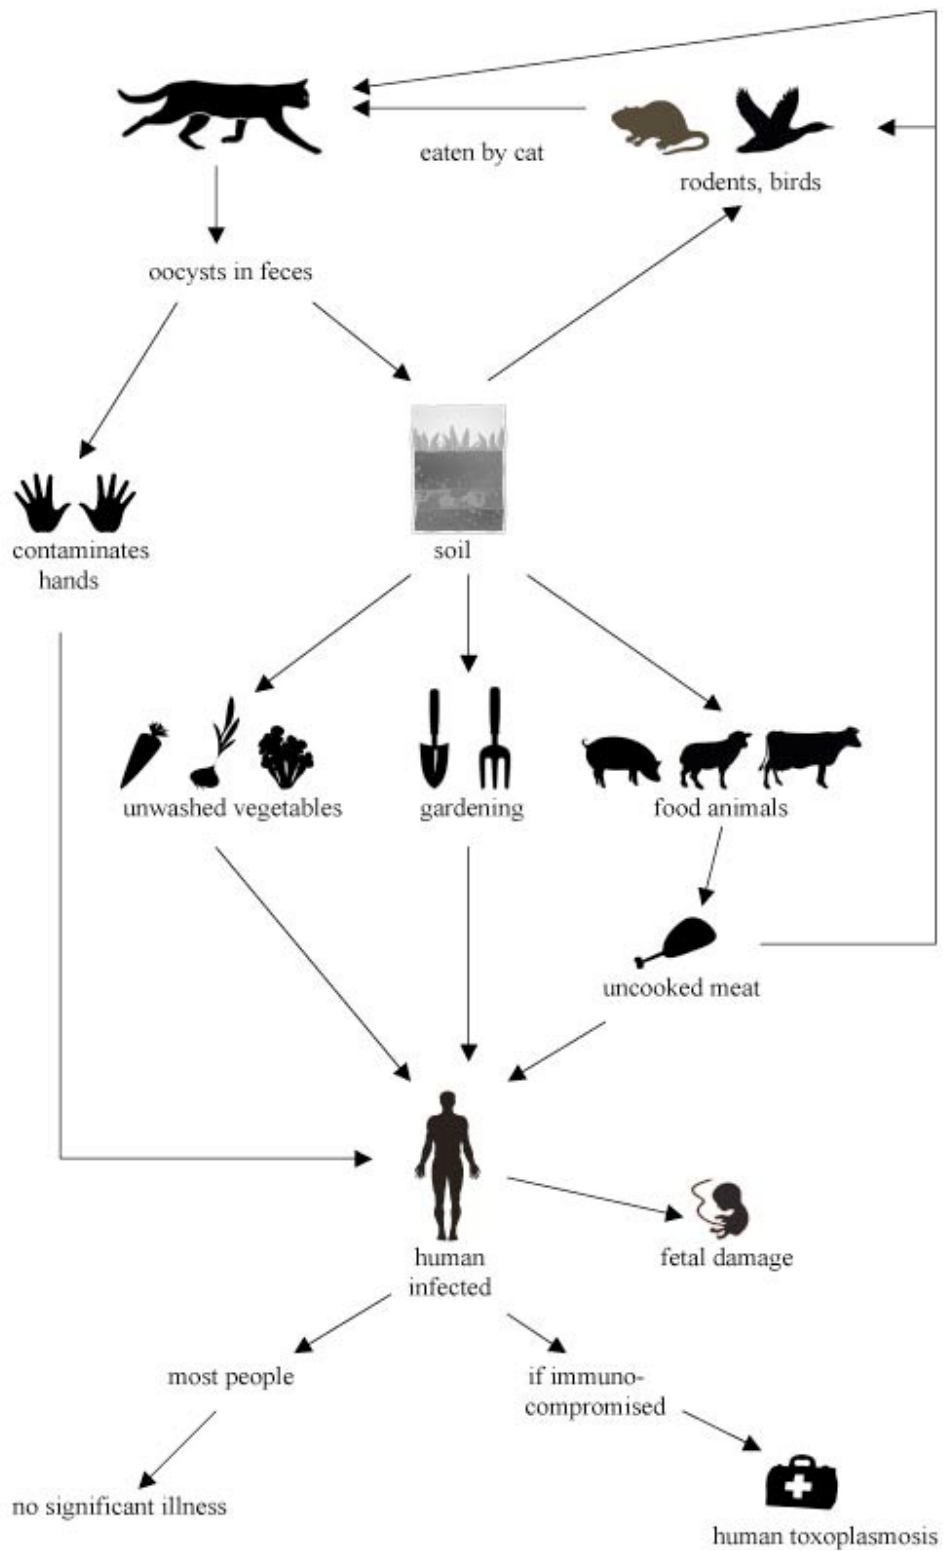 eaten by cat
rodents, birds
oocysts in feces
contaminates
hands
soil
unwashed vegetables
gardening
food animals
uncooked meat
human
infected
fetal damage
most people
if immuno-
compromised
no significant illness
human toxoplasmosis